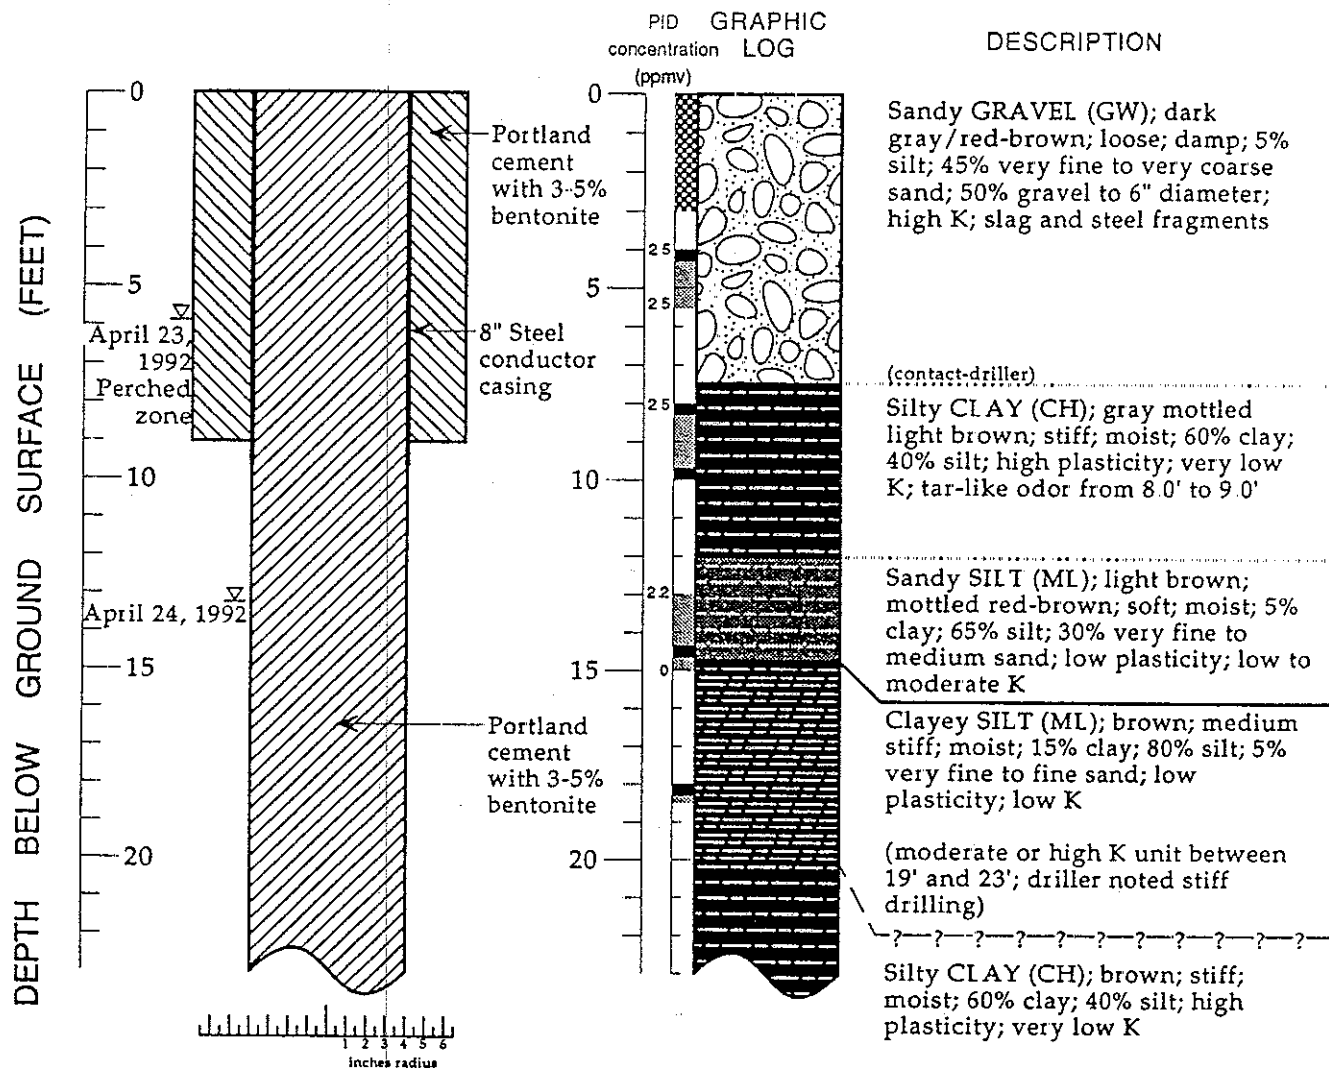 PID
concentration
(ppmv)
GRAPHIC
LOG
DESCRIPTION
DEPTH BELOW GROUND SURFACE (FEET)
0
5
10
15
20
April 23,
1992
Perched
zone
April 24, 1992
Portland
cement
with 3-5%
bentonite
8" Steel
conductor
casing
Portland
cement
with 3-5%
bentonite
1 2 3 4 5 6
inches radius
0
5
10
15
20
25
25
25
22
0
Sandy GRAVEL (GW); dark
gray/red-brown; loose; damp; 5%
silt; 45% very fine to very coarse
sand; 50% gravel to 6" diameter;
high K; slag and steel fragments
(contact-driller)
Silty CLAY (CH); gray mottled
light brown; stiff; moist; 60% clay;
40% silt; high plasticity; very low
K; tar-like odor from 8.0' to 9.0'
Sandy SILT (ML); light brown;
mottled red-brown; soft; moist; 5%
clay; 65% silt; 30% very fine to
medium sand; low plasticity; low to
moderate K
Clayey SILT (ML); brown; medium
stiff; moist; 15% clay; 80% silt; 5%
very fine to fine sand; low
plasticity; low K
(moderate or high K unit between
19' and 23'; driller noted stiff
drilling)
—?—?—?—?—?—?—?—?—?—?—
Silty CLAY (CH); brown; stiff;
moist; 60% clay; 40% silt; high
plasticity; very low K